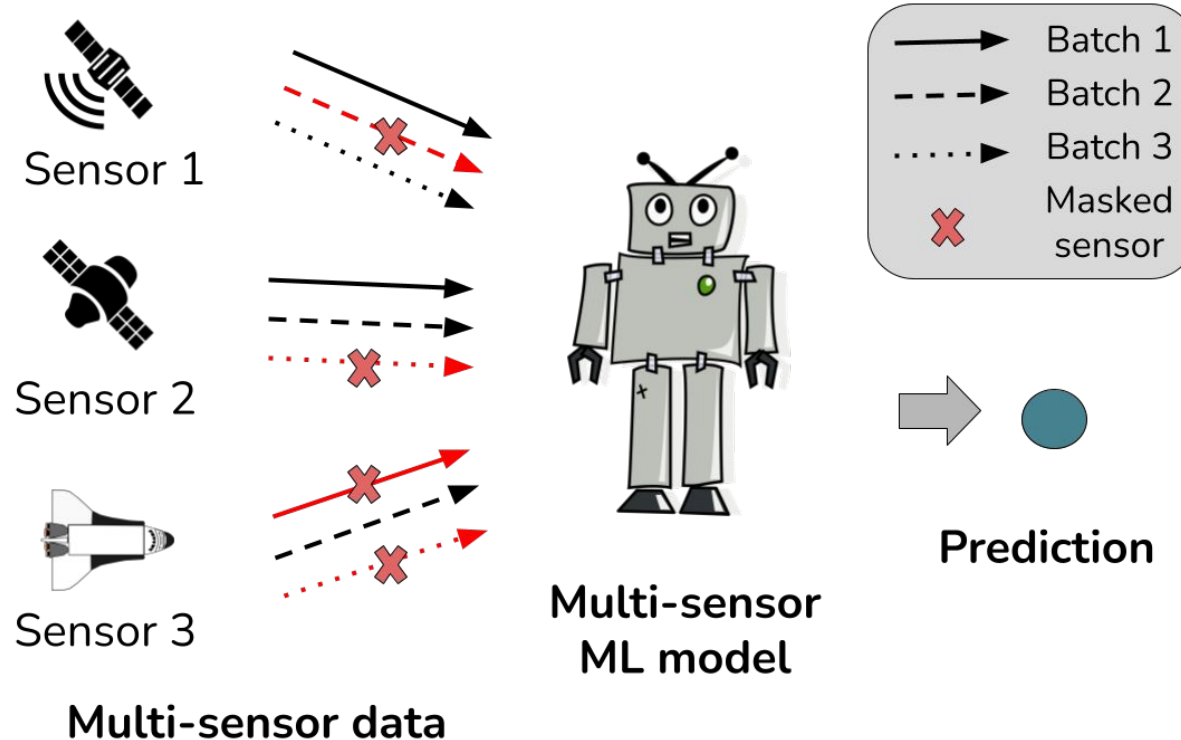 Sensor 1
Sensor 2
Sensor 3
Multi-sensor data
Multi-sensor
ML model
Batch 1
Batch 2
Batch 3
Masked
sensor
Prediction